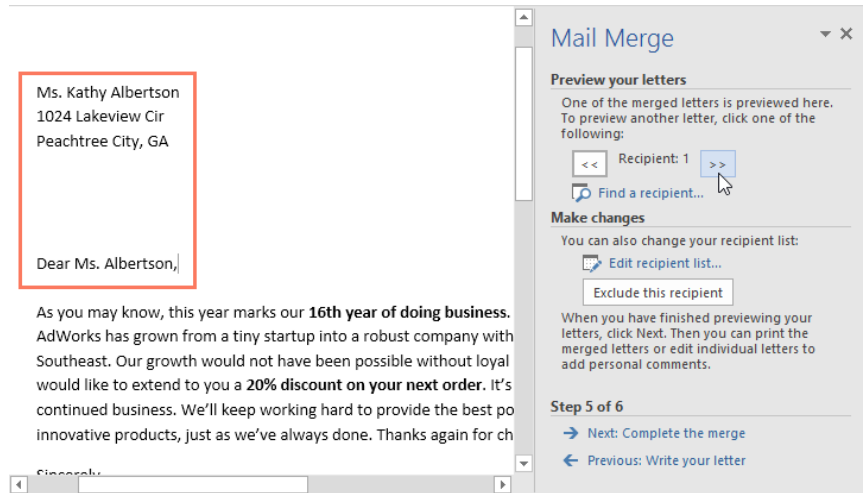 Ms. Kathy Albertson
1024 Lakeview Cir
Peachtree City, GA
Dear Ms. Albertson,
As you may know, this year marks our 16th year of doing business.
AdWorks has grown from a tiny startup into a robust company with
Southeast. Our growth would not have been possible without loyal
would like to extend to you a 20% discount on your next order. It's
continued business. We'll keep working hard to provide the best po
innovative products, just as we've always done. Thanks again for ch
Sincerely
Mail Merge
Preview your letters
One of the merged letters is previewed here.
To preview another letter, click one of the
following:
<< Recipient: 1 >>
Find a recipient...
Make changes
You can also change your recipient list:
Edit recipient list...
Exclude this recipient
When you have finished previewing your
letters, click Next. Then you can print the
merged letters or edit individual letters to
add personal comments.
Step 5 of 6
Next: Complete the merge
Previous: Write your letter